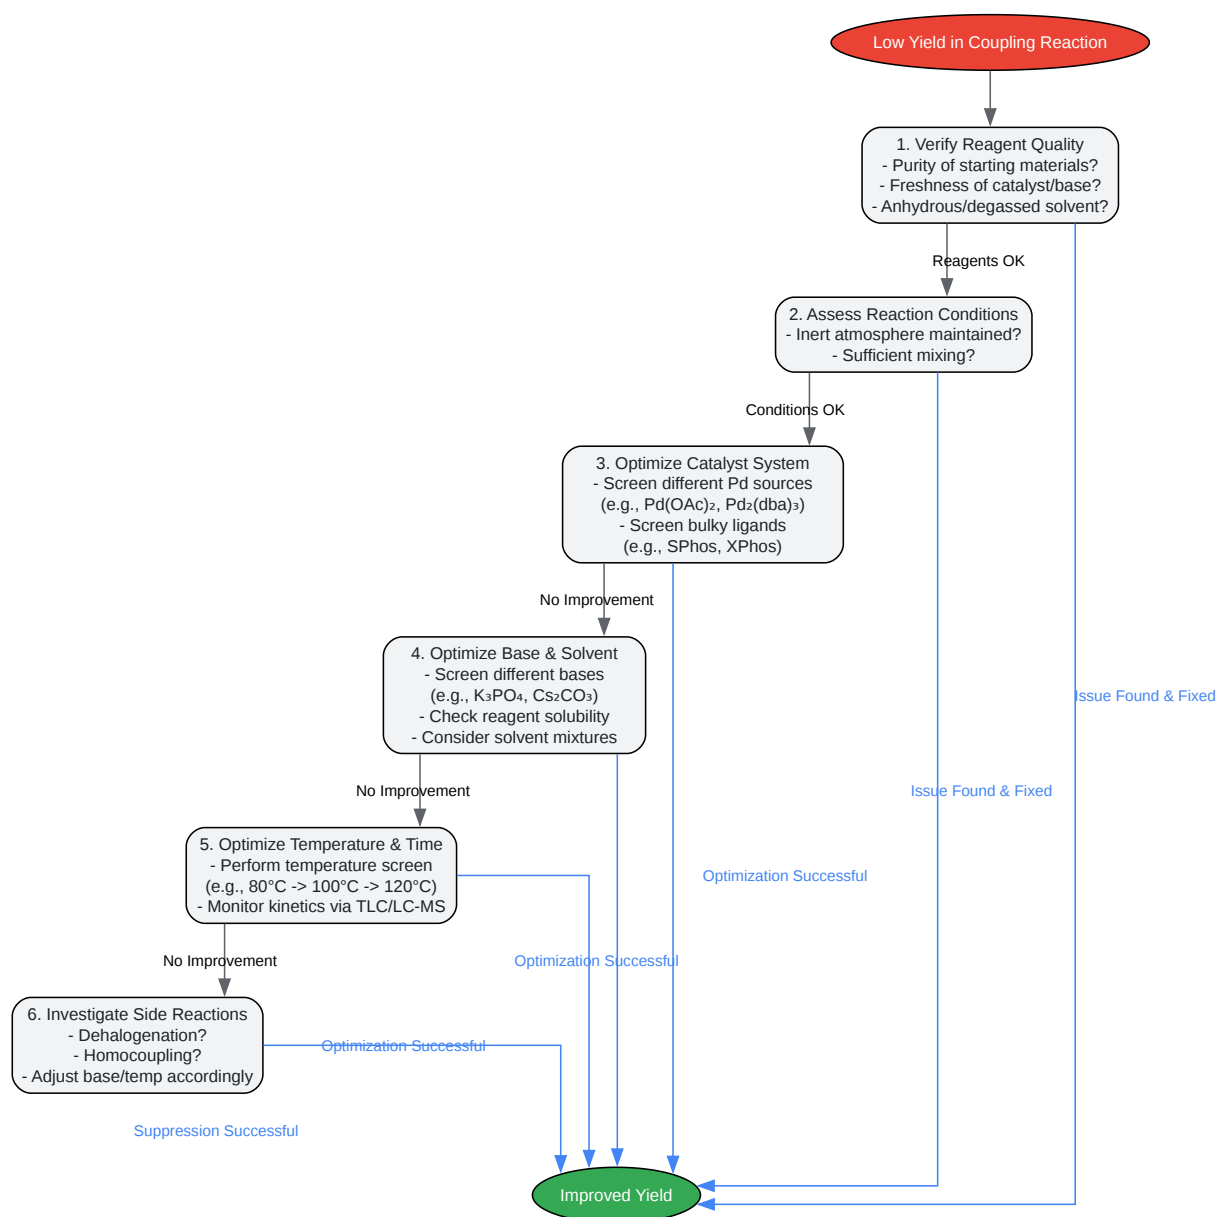 Low Yield in Coupling Reaction
1. Verify Reagent Quality
- Purity of starting materials?
- Freshness of catalyst/base?
- Anhydrous/degassed solvent?
Reagents OK
2. Assess Reaction Conditions
- Inert atmosphere maintained?
- Sufficient mixing?
Conditions OK
3. Optimize Catalyst System
- Screen different Pd sources
(e.g., Pd(OAc)₂, Pd₂(dba)₃)
- Screen bulky ligands
(e.g., SPhos, XPhos)
No Improvement
4. Optimize Base & Solvent
- Screen different bases
(e.g., K₃PO₄, Cs₂CO₃)
- Check reagent solubility
- Consider solvent mixtures
Issue Found & Fixed
No Improvement
Issue Found & Fixed
5. Optimize Temperature & Time
- Perform temperature screen
(e.g., 80°C -> 100°C -> 120°C)
- Monitor kinetics via TLC/LC-MS
Optimization Successful
No Improvement
Optimization Successful
6. Investigate Side Reactions
- Dehalogenation?
- Homocoupling?
- Adjust base/temp accordingly
Optimization Successful
Suppression Successful
Improved Yield